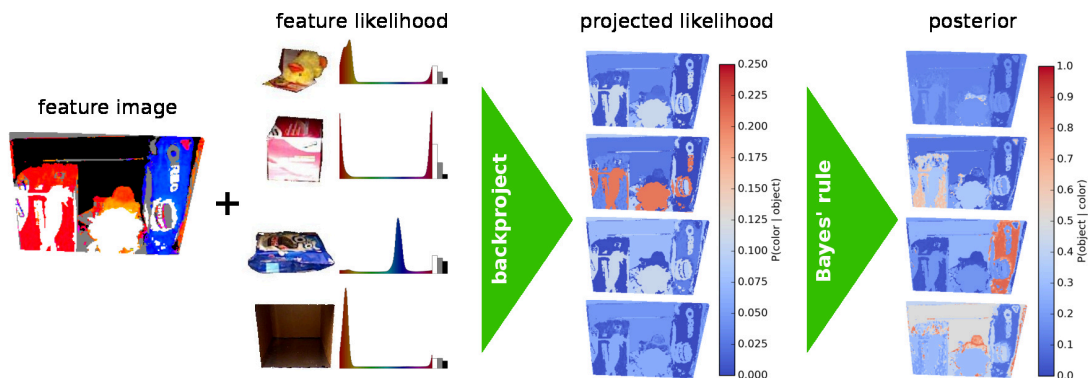 feature image
+
feature likelihood
backproject
projected likelihood
0.250
0.225
0.200
0.175
0.150
0.125
0.100
0.075
0.050
0.025
0.000
P(color | object)
Bayes' rule
posterior
1.0
0.9
0.8
0.7
0.6
0.5
0.4
0.3
0.2
0.1
0.0
P(object | color)